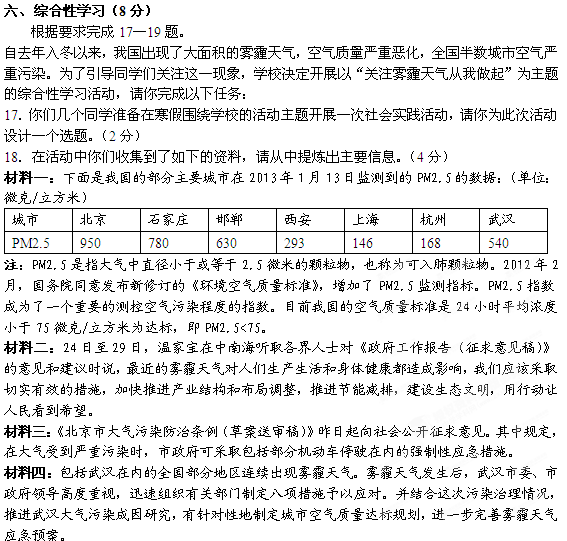 六、综合性学习（8分）
根据要求完成17—19题。
自去年入冬以来，我国出现了大面积的雾霾天气，空气质量严重恶化，全国半数城市空气严
重污染。为了引导同学们关注这一现象，学校决定开展以“关注雾霾天气从我做起”为主题
的综合性学习活动，请你完成以下任务：
17. 你们几个同学准备在寒假围绕学校的活动主题开展一次社会实践活动，请你为此次活动
设计一个选题。（2分）
18. 在活动中你们收集到了如下的资料，请从中提炼出主要信息。（4分）
材料一：下面是我国的部分主要城市在2013年1月13日监测到的PM2.5的数据：（单位：
微克/立方米）
城市 北京 石家庄 邯郸 西安 上海 杭州 武汉
PM2.5 950 780 630 293 146 168 540
注：PM2.5是指大气中直径小于或等于2.5微米的颗粒物，也称为可入肺颗粒物。2012年2
月，国务院同意发布新修订的《环境空气质量标准》，增加了PM2.5监测指标。PM2.5指数
成为了一个重要的测控空气污染程度的指数。目前我国的空气质量标准是24小时平均浓度
小于75微克/立方米为达标，即PM2.5<75。
材料二：24日至29日，温家宝在中南海听取各界人士对《政府工作报告（征求意见稿）》
的意见和建议时说，最近的雾霾天气对人们生产生活和身体健康都造成影响，我们应该采取
切实有效的措施，加快推进产业结构和布局调整，推进节能减排，建设生态文明，用行动让
人民看到希望。
材料三：《北京市大气污染防治条例（草案送审稿）》昨日起向社会公开征求意见。其中规定，
在大气受到严重污染时，市政府可采取包括部分机动车停驶在内的强制性应急措施。
材料四：包括武汉在内的全国部分地区连续出现雾霾天气。雾霾天气发生后，武汉市委、市
政府领导高度重视，迅速组织有关部门制定八项措施予以应对。并结合这次污染治理情况，
推进武汉大气污染成因研究，有针对性地制定城市空气质量达标规划，进一步完善雾霾天气
应急预案。